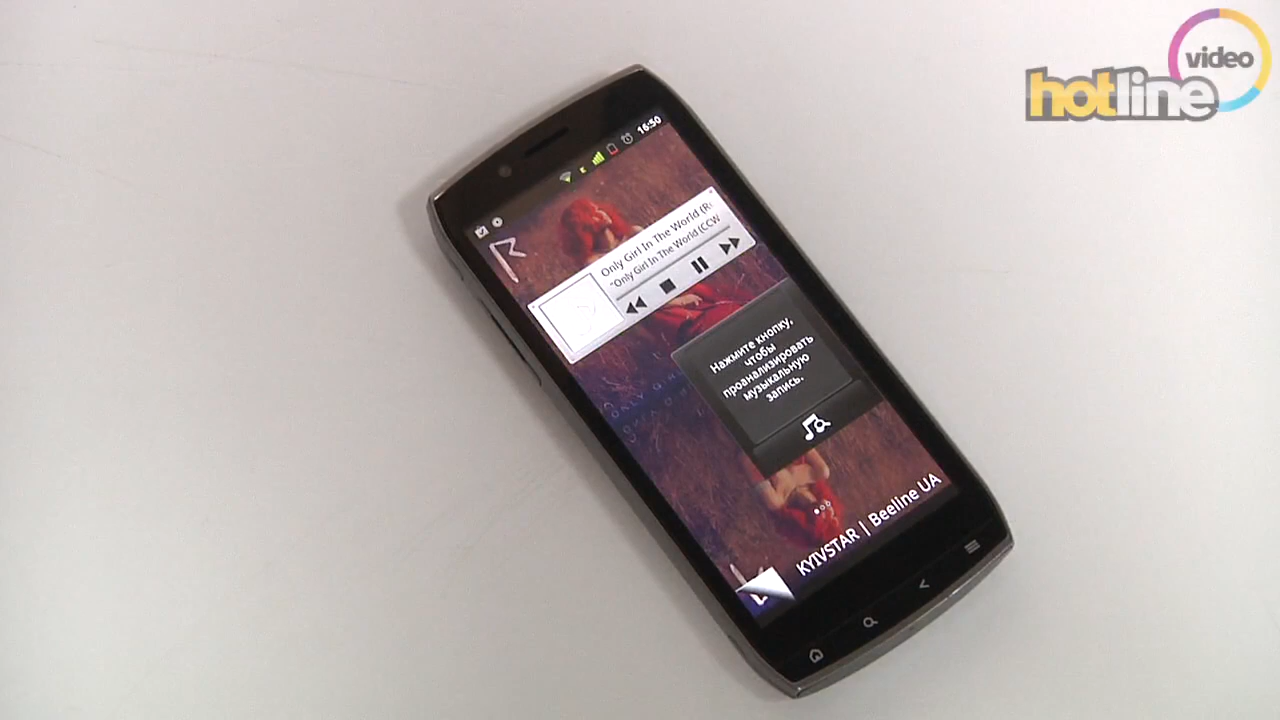 video
hotline
16:50
R
Only Girl In The World (R
"Only Girl In The World (CCW
Нажмите кнопку,
чтобы
проанализировать
музыкальную
запись.
KYIVSTAR | Beeline UA